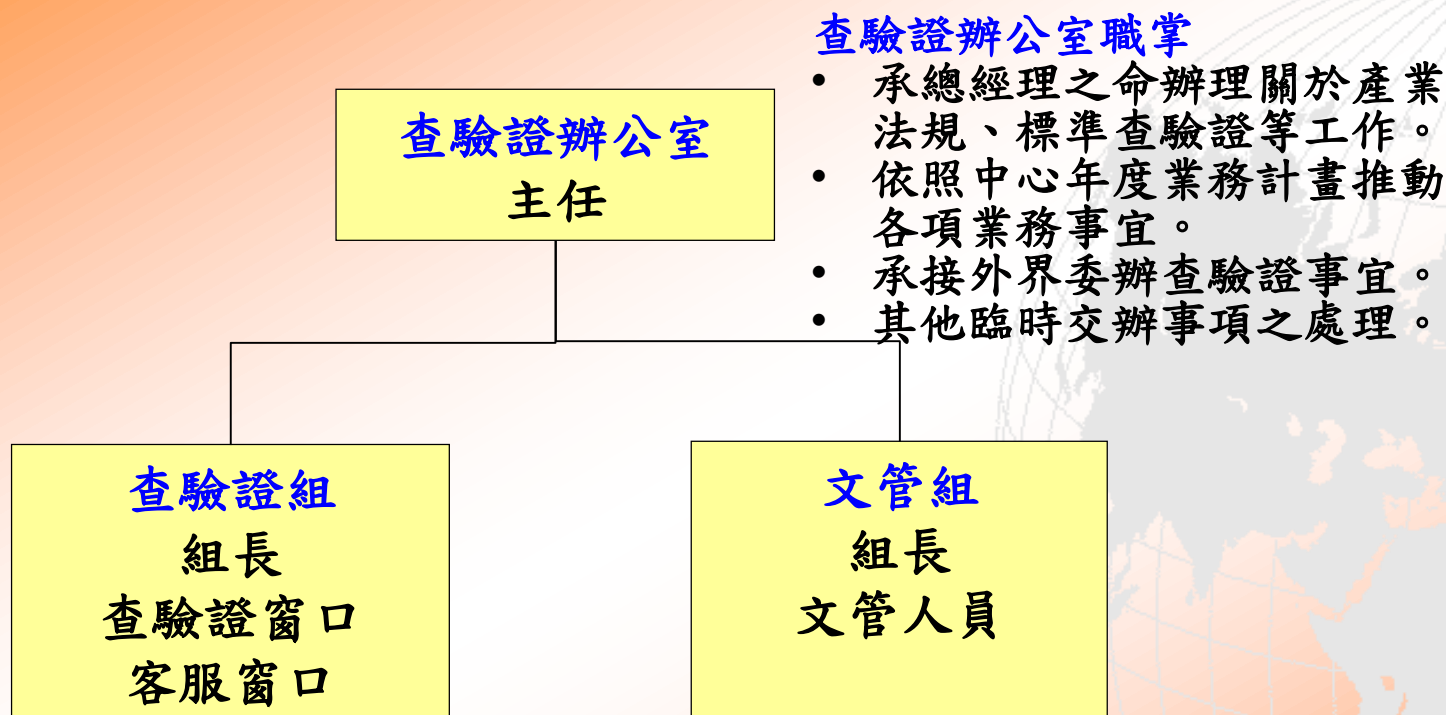 查驗證辦公室職掌
• 承總經理之命辦理關於產業
法規、標準查驗證等工作。
• 依照中心年度業務計畫推動
各項業務事宜。
• 承接外界委辦查驗證事宜。
• 其他臨時交辦事項之處理。
查驗證辦公室
主任
查驗證組
組長
查驗證窗口
客服窗口
文管組
組長
文管人員